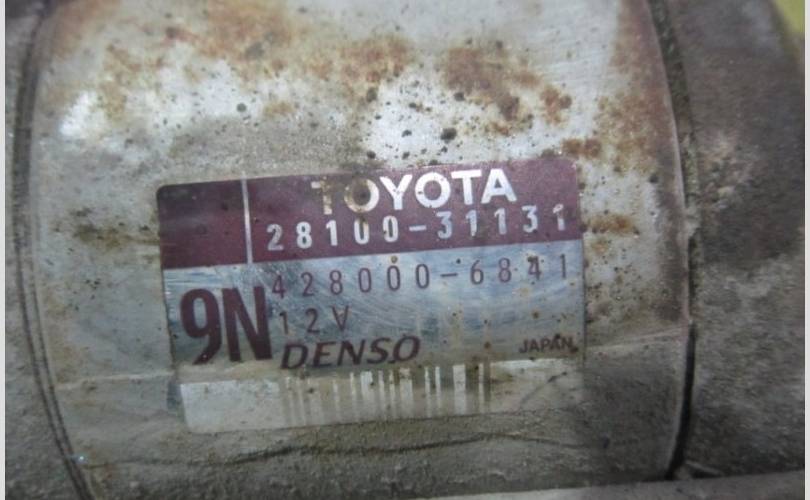 TOYOTA
28100-31131
428000-6841
9N
12V
DENSO JAPAN